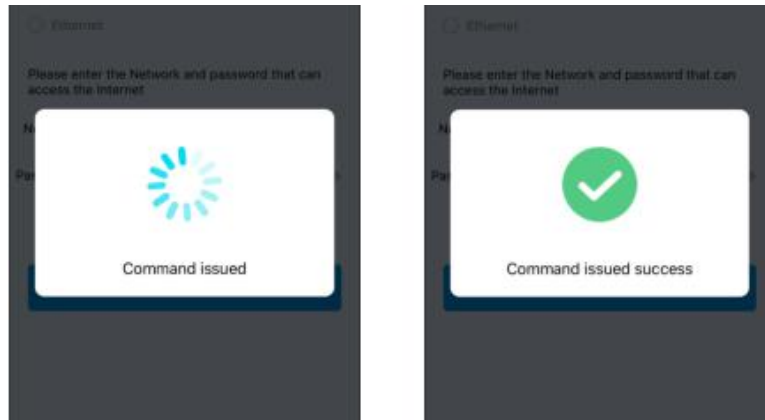 Ethernet
Please enter the Network and password that can
access the Internet
Command issued
Ethernet
Please enter the Network and password that can
access the Internet
Command issued success